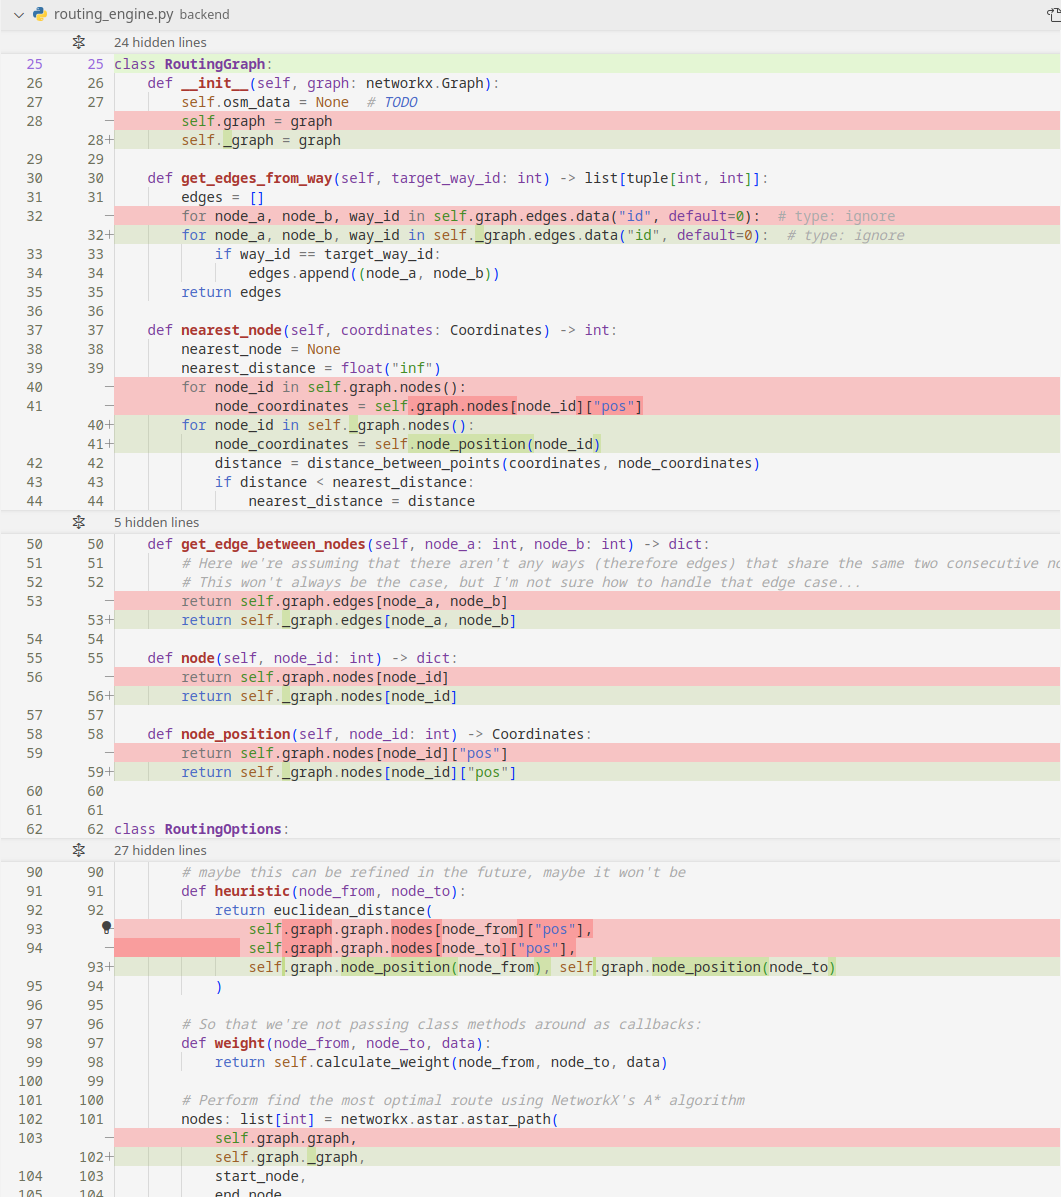 routing_engine.py backend
24 hidden lines
25 25 class RoutingGraph:
26 26 def __init__(self, graph: networkx.Graph):
27 27 self.osm_data = None # TODO
28 — self.graph = graph
28+ self._graph = graph
29 29
30 30 def get_edges_from_way(self, target_way_id: int) -> list[tuple[int, int]]:
31 31 edges = []
32 — for node_a, node_b, way_id in self.graph.edges.data("id", default=0): # type: ignore
32+ for node_a, node_b, way_id in self._graph.edges.data("id", default=0): # type: ignore
33 33 if way_id == target_way_id:
34 34 edges.append((node_a, node_b))
35 35 return edges
36 36
37 37 def nearest_node(self, coordinates: Coordinates) -> int:
38 38 nearest_node = None
39 39 nearest_distance = float("inf")
40 — for node_id in self.graph.nodes():
41 — node_coordinates = self.graph.nodes[node_id]["pos"]
40+ for node_id in self._graph.nodes():
41+ node_coordinates = self.node_position(node_id)
42 42 distance = distance_between_points(coordinates, node_coordinates)
43 43 if distance < nearest_distance:
44 44 nearest_distance = distance
5 hidden lines
50 50 def get_edge_between_nodes(self, node_a: int, node_b: int) -> dict:
51 51 # Here we're assuming that there aren't any ways (therefore edges) that share the same two consecutive
52 52 # This won't always be the case, but I'm not sure how to handle that edge case...
53 — return self.graph.edges[node_a, node_b]
53+ return self._graph.edges[node_a, node_b]
54 54
55 55 def node(self, node_id: int) -> dict:
56 — return self.graph.nodes[node_id]
56+ return self._graph.nodes[node_id]
57 57
58 58 def node_position(self, node_id: int) -> Coordinates:
59 — return self.graph.nodes[node_id]["pos"]
59+ return self._graph.nodes[node_id]["pos"]
60 60
61 61
62 62 class RoutingOptions:
27 hidden lines
90 90 # maybe this can be refined in the future, maybe it won't be
91 91 def heuristic(node_from, node_to):
92 92 return euclidean_distance(
93 self.graph.graph.nodes[node_from]["pos"],
94 — self.graph.graph.nodes[node_to]["pos"],
93+ self.graph.node_position(node_from), self.graph.node_position(node_to)
95 94 )
96 95
97 96 # So that we're not passing class methods around as callbacks:
98 97 def weight(node_from, node_to, data):
99 98 return self.calculate_weight(node_from, node_to, data)
100 99
101 100 # Perform find the most optimal route using NetworkX's A* algorithm
102 101 nodes: list[int] = networkx.astar.astar_path(
103 — self.graph.graph,
102+ self.graph._graph,
104 103 start_node,
105 104 end_node